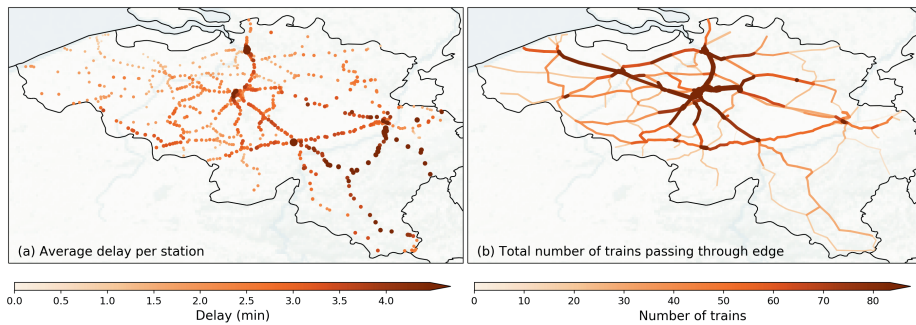 (a) Average delay per station
(b) Total number of trains passing through edge
0.0 0.5 1.0 1.5 2.0 2.5 3.0 3.5 4.0
Delay (min)
0 10 20 30 40 50 60 70 80
Number of trains